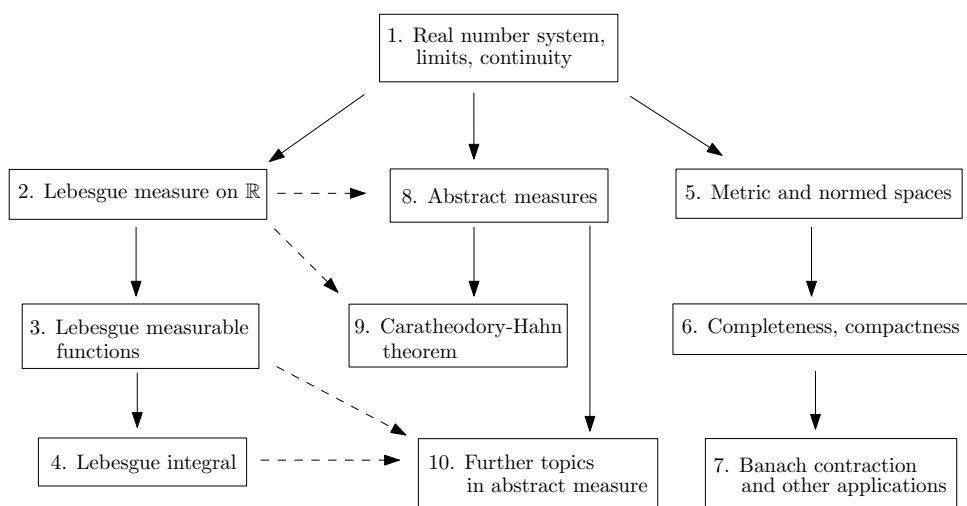 1. Real number system,
limits, continuity
2. Lebesgue measure on ℝ
8. Abstract measures
5. Metric and normed spaces
3. Lebesgue measurable
functions
9. Caratheodory-Hahn
theorem
6. Completeness, compactness
4. Lebesgue integral
10. Further topics
in abstract measure
7. Banach contraction
and other applications